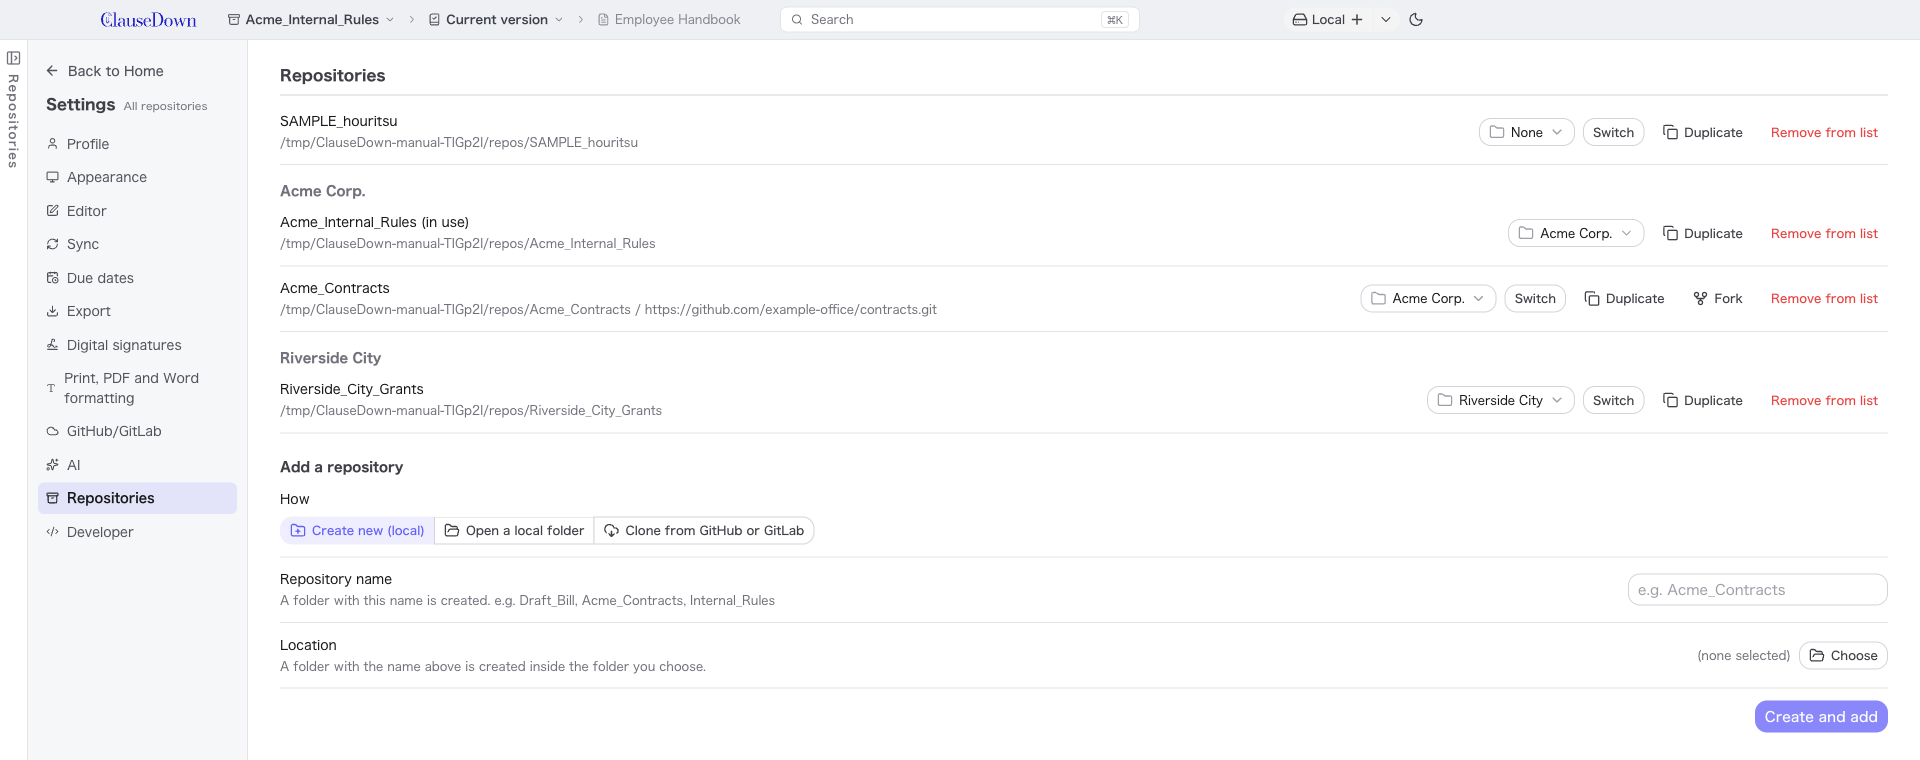 ClauseDown
Acme_Internal_Rules
Current version
Employee Handbook
Search
⌘K
Local
Repositories
Back to Home
Settings All repositories
Profile
Appearance
Editor
Sync
Due dates
Export
Digital signatures
Print, PDF and Word
formatting
GitHub/GitLab
AI
Repositories
Developer
Repositories
SAMPLE_houritsu
/tmp/ClauseDown-manual-TIGp2I/repos/SAMPLE_houritsu
None Switch Duplicate Remove from list
Acme Corp.
Acme_Internal_Rules (in use)
/tmp/ClauseDown-manual-TIGp2I/repos/Acme_Internal_Rules
Acme Corp. Duplicate Remove from list
Acme_Contracts
/tmp/ClauseDown-manual-TIGp2I/repos/Acme_Contracts / https://github.com/example-office/contracts.git
Acme Corp. Switch Duplicate Fork Remove from list
Riverside City
Riverside_City_Grants
/tmp/ClauseDown-manual-TIGp2I/repos/Riverside_City_Grants
Riverside City Switch Duplicate Remove from list
Add a repository
How
Create new (local) Open a local folder Clone from GitHub or GitLab
Repository name
A folder with this name is created. e.g. Draft_Bill, Acme_Contracts, Internal_Rules
e.g. Acme_Contracts
Location
A folder with the name above is created inside the folder you choose.
(none selected) Choose
Create and add